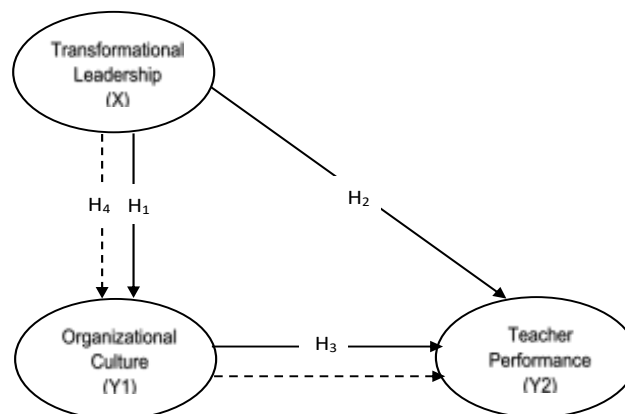 Transformational
Leadership
(X)
H₄ H₁
H₂
Organizational
Culture
(Y1)
H₃
Teacher
Performance
(Y2)